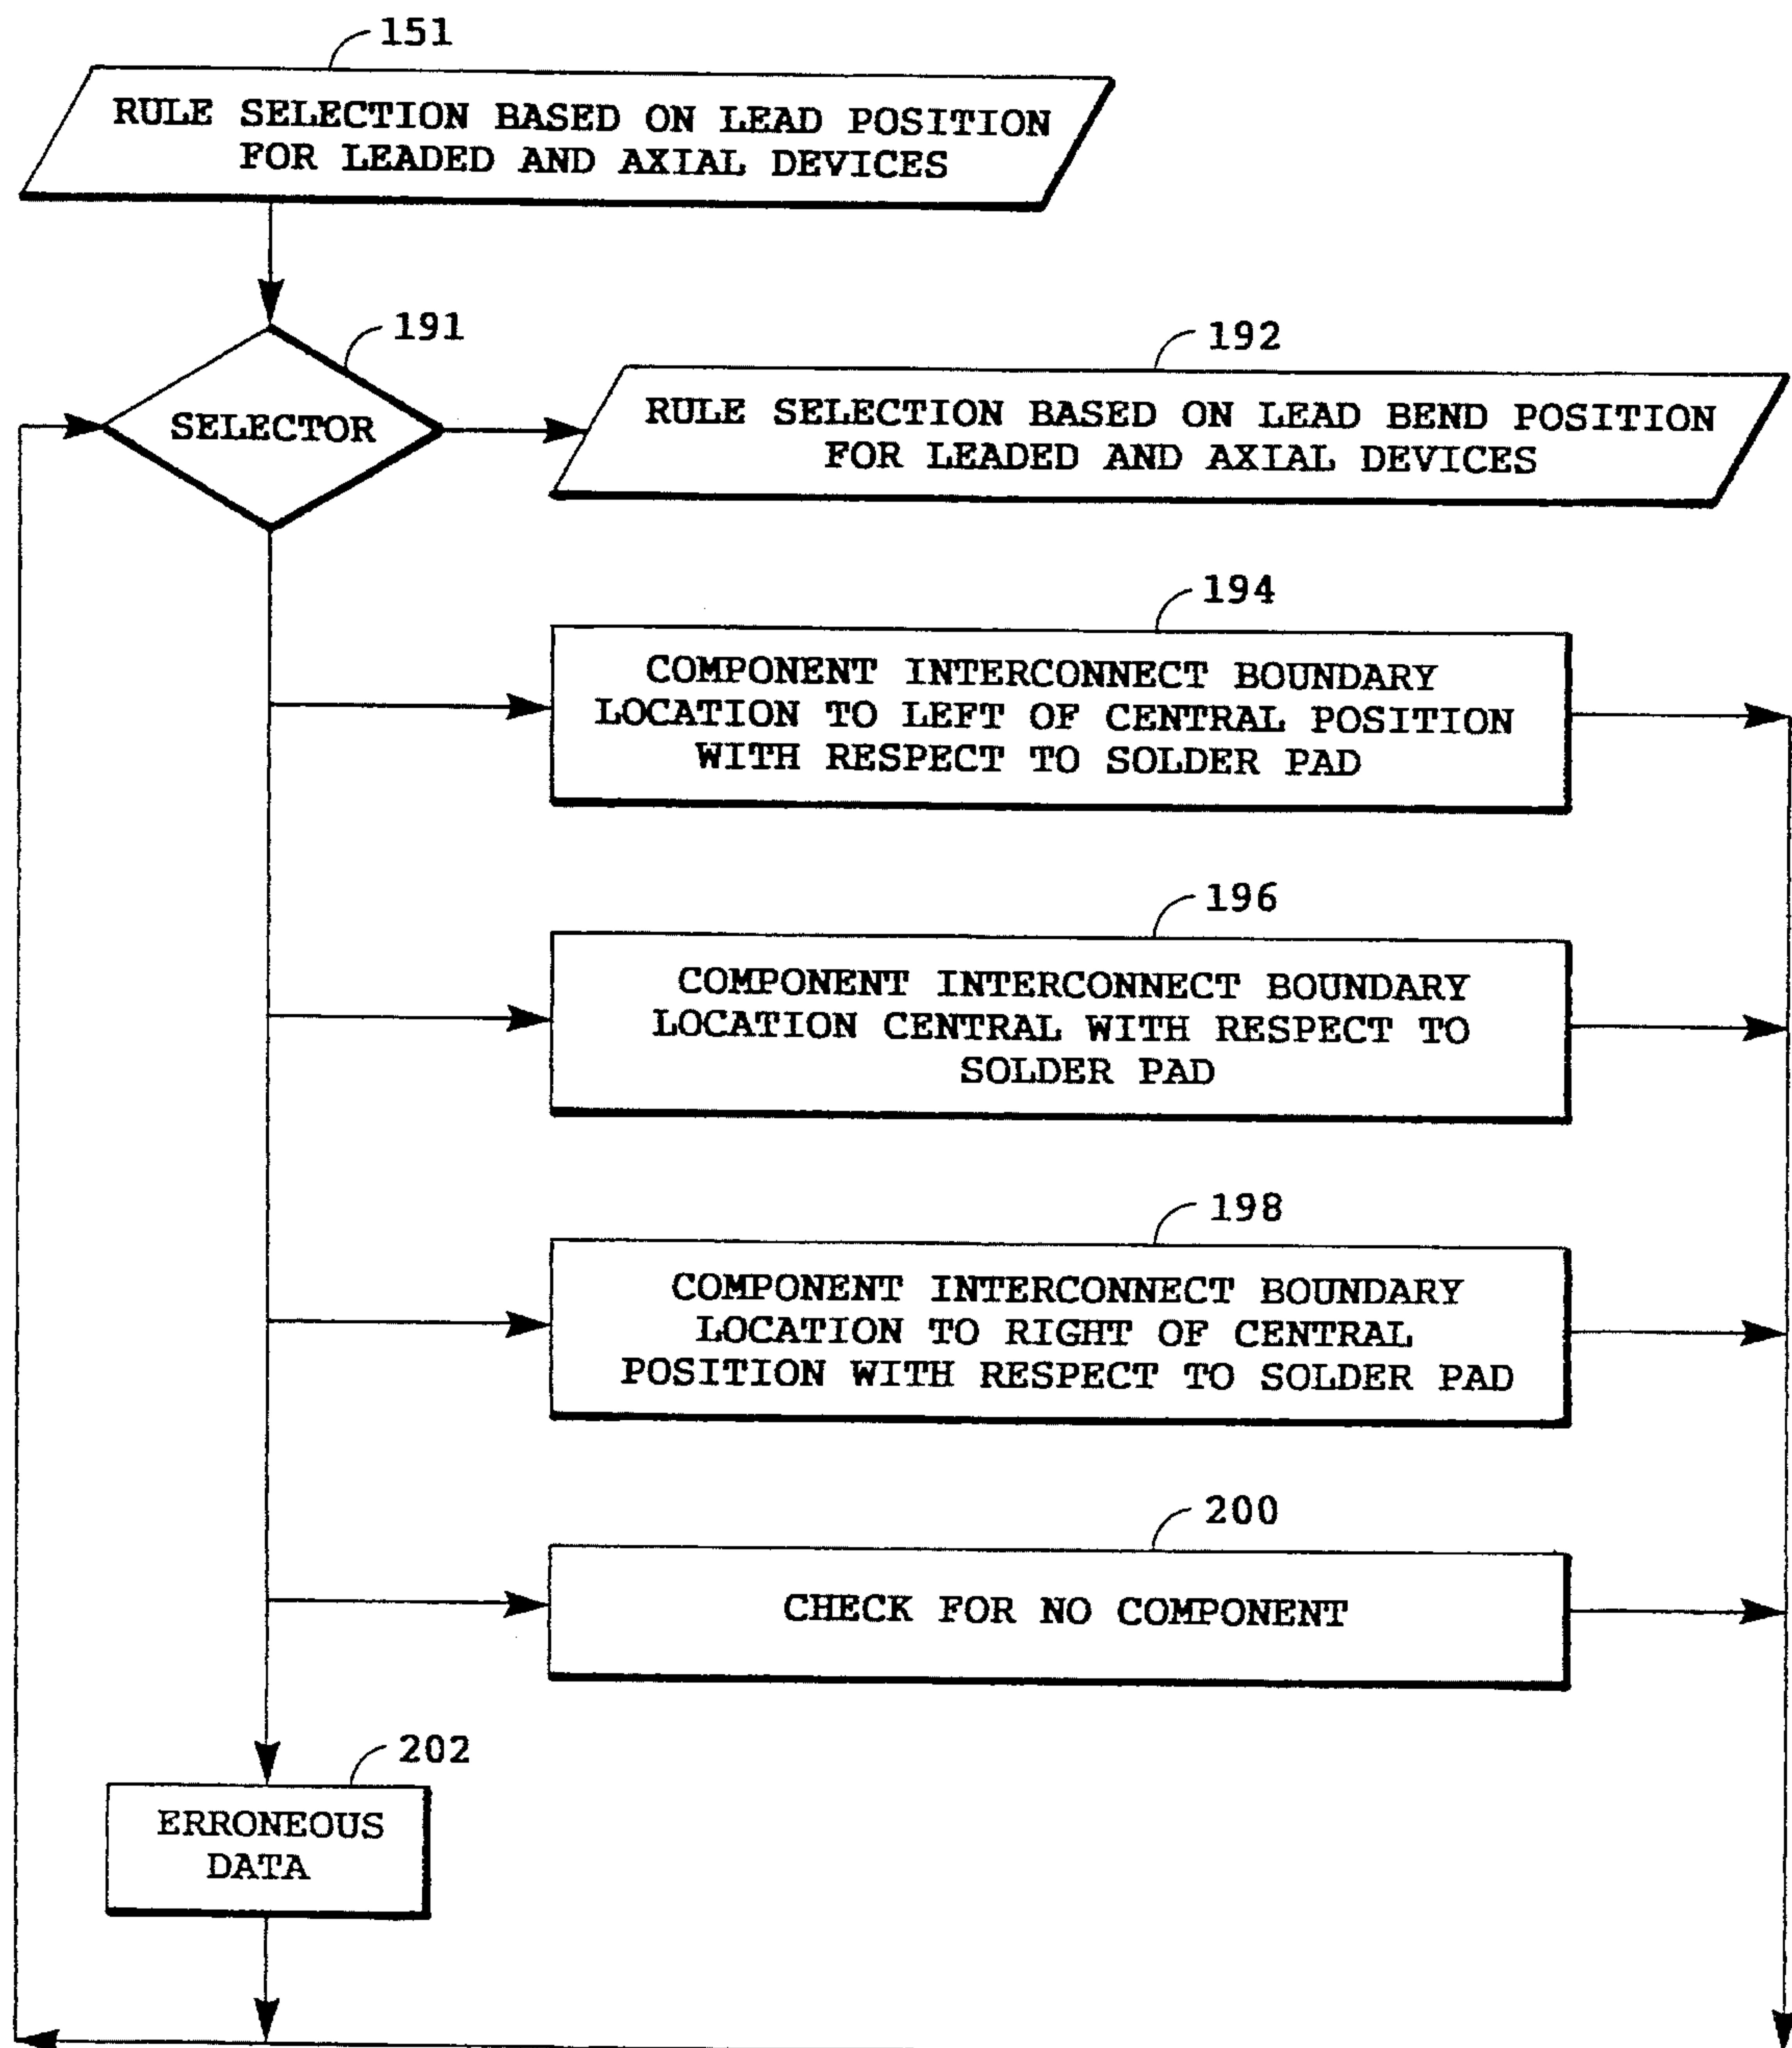 151
RULE SELECTION BASED ON LEAD POSITION
FOR LEADED AND AXIAL DEVICES
191
SELECTOR
192
RULE SELECTION BASED ON LEAD BEND POSITION
FOR LEADED AND AXIAL DEVICES
194
COMPONENT INTERCONNECT BOUNDARY
LOCATION TO LEFT OF CENTRAL POSITION
WITH RESPECT TO SOLDER PAD
196
COMPONENT INTERCONNECT BOUNDARY
LOCATION CENTRAL WITH RESPECT TO
SOLDER PAD
198
COMPONENT INTERCONNECT BOUNDARY
LOCATION TO RIGHT OF CENTRAL
POSITION WITH RESPECT TO SOLDER PAD
200
CHECK FOR NO COMPONENT
202
ERRONEOUS
DATA